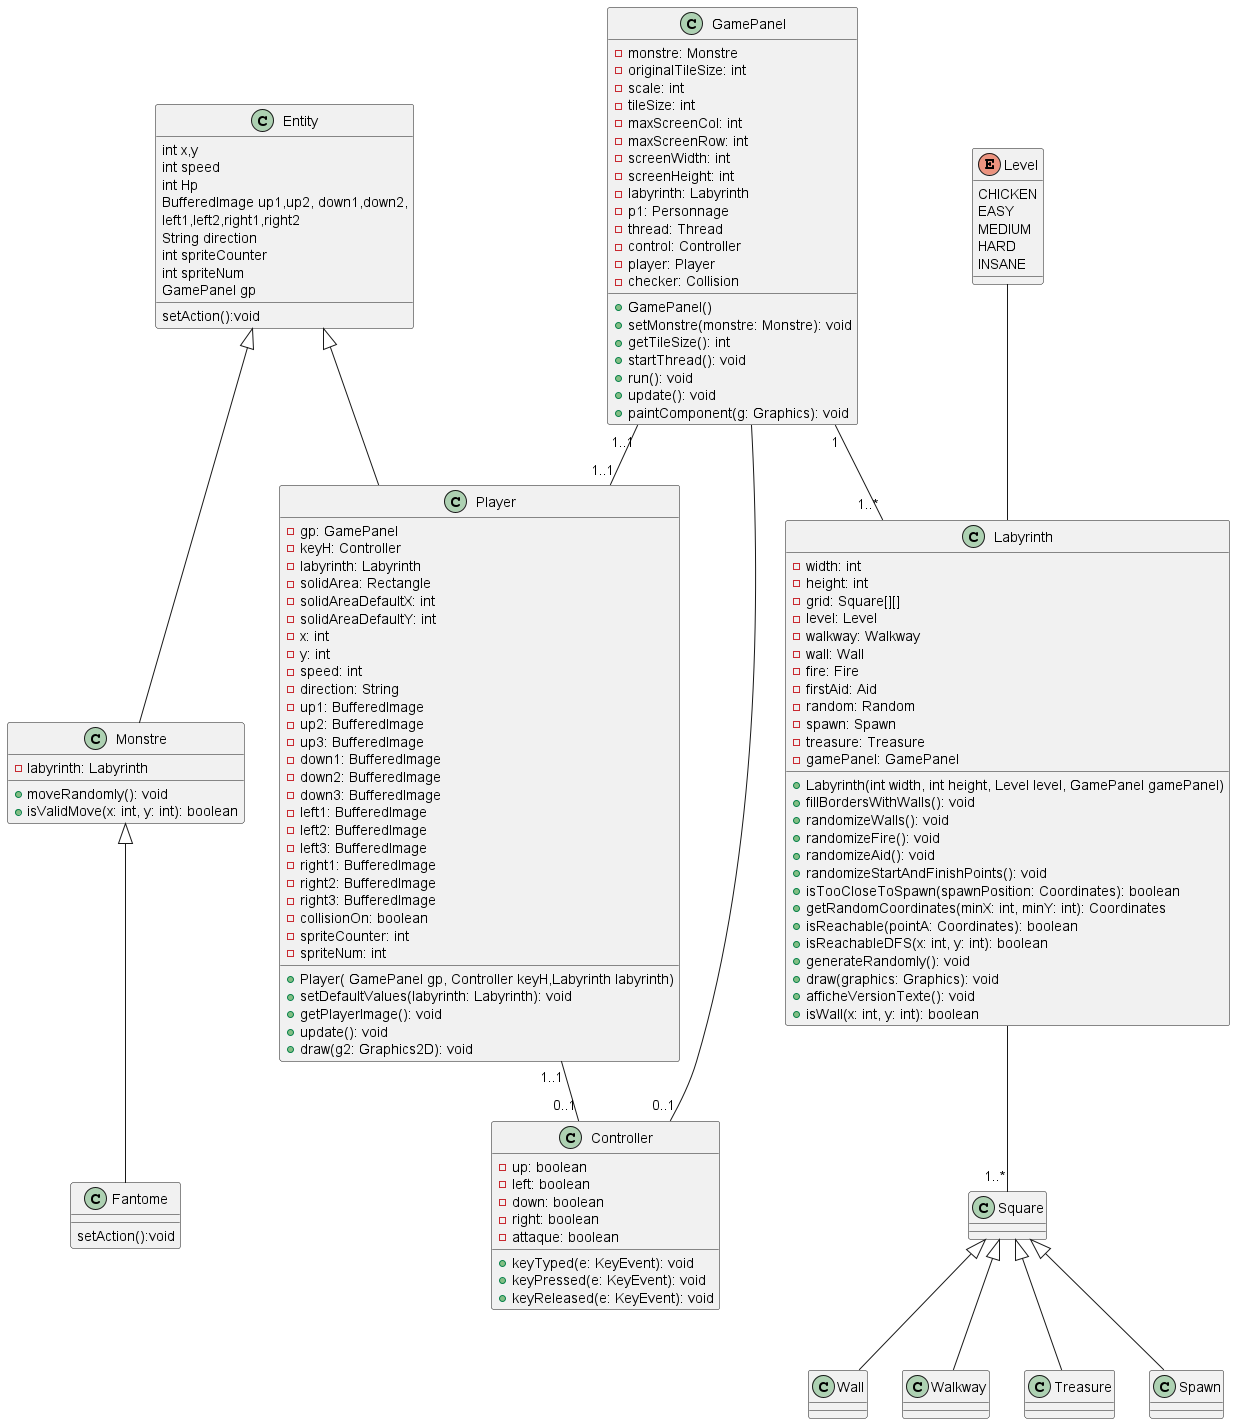 C GamePanel
monstre: Monstre
originalTileSize: int
scale: int
tileSize: int
maxScreenCol: int
maxScreenRow: int
screenWidth: int
screenHeight: int
labyrinth: Labyrinth
p1: Personnage
thread: Thread
control: Controller
player: Player
checker: Collision
GamePanel()
setMonstre(monstre: Monstre): void
getTileSize(): int
startThread(): void
run(): void
update(): void
paintComponent(g: Graphics): void
C Entity
int x,y
int speed
int Hp
BufferedImage up1,up2, down1,down2,
left1,left2,right1,right2
String direction
int spriteCounter
int spriteNum
GamePanel gp
setAction():void
E Level
CHICKEN
EASY
MEDIUM
HARD
INSANE
1..1
1
1..1
1..*
C Player
gp: GamePanel
keyH: Controller
labyrinth: Labyrinth
solidArea: Rectangle
solidAreaDefaultX: int
solidAreaDefaultY: int
x: int
y: int
speed: int
direction: String
up1: BufferedImage
up2: BufferedImage
up3: BufferedImage
down1: BufferedImage
down2: BufferedImage
down3: BufferedImage
left1: BufferedImage
left2: BufferedImage
left3: BufferedImage
right1: BufferedImage
right2: BufferedImage
right3: BufferedImage
collisionOn: boolean
spriteCounter: int
spriteNum: int
Player( GamePanel gp, Controller keyH,Labyrinth labyrinth)
setDefaultValues(labyrinth: Labyrinth): void
getPlayerImage(): void
update(): void
draw(g2: Graphics2D): void
C Labyrinth
width: int
height: int
grid: Square[][]
level: Level
walkway: Walkway
wall: Wall
fire: Fire
firstAid: Aid
random: Random
spawn: Spawn
treasure: Treasure
gamePanel: GamePanel
Labyrinth(int width, int height, Level level, GamePanel gamePanel)
fillBordersWithWalls(): void
randomizeWalls(): void
randomizeFire(): void
randomizeAid(): void
randomizeStartAndFinishPoints(): void
isTooCloseToSpawn(spawnPosition: Coordinates): boolean
getRandomCoordinates(minX: int, minY: int): Coordinates
isReachable(pointA: Coordinates): boolean
isReachableDFS(x: int, y: int): boolean
generateRandomly(): void
draw(graphics: Graphics): void
afficheVersionTexte(): void
isWall(x: int, y: int): boolean
C Monstre
labyrinth: Labyrinth
moveRandomly(): void
isValidMove(x: int, y: int): boolean
1..1
0..1
0..1
C Controller
up: boolean
left: boolean
down: boolean
right: boolean
attaque: boolean
keyTyped(e: KeyEvent): void
keyPressed(e: KeyEvent): void
keyReleased(e: KeyEvent): void
C Fantome
setAction():void
1..*
C Square
C Wall
C Walkway
C Treasure
C Spawn